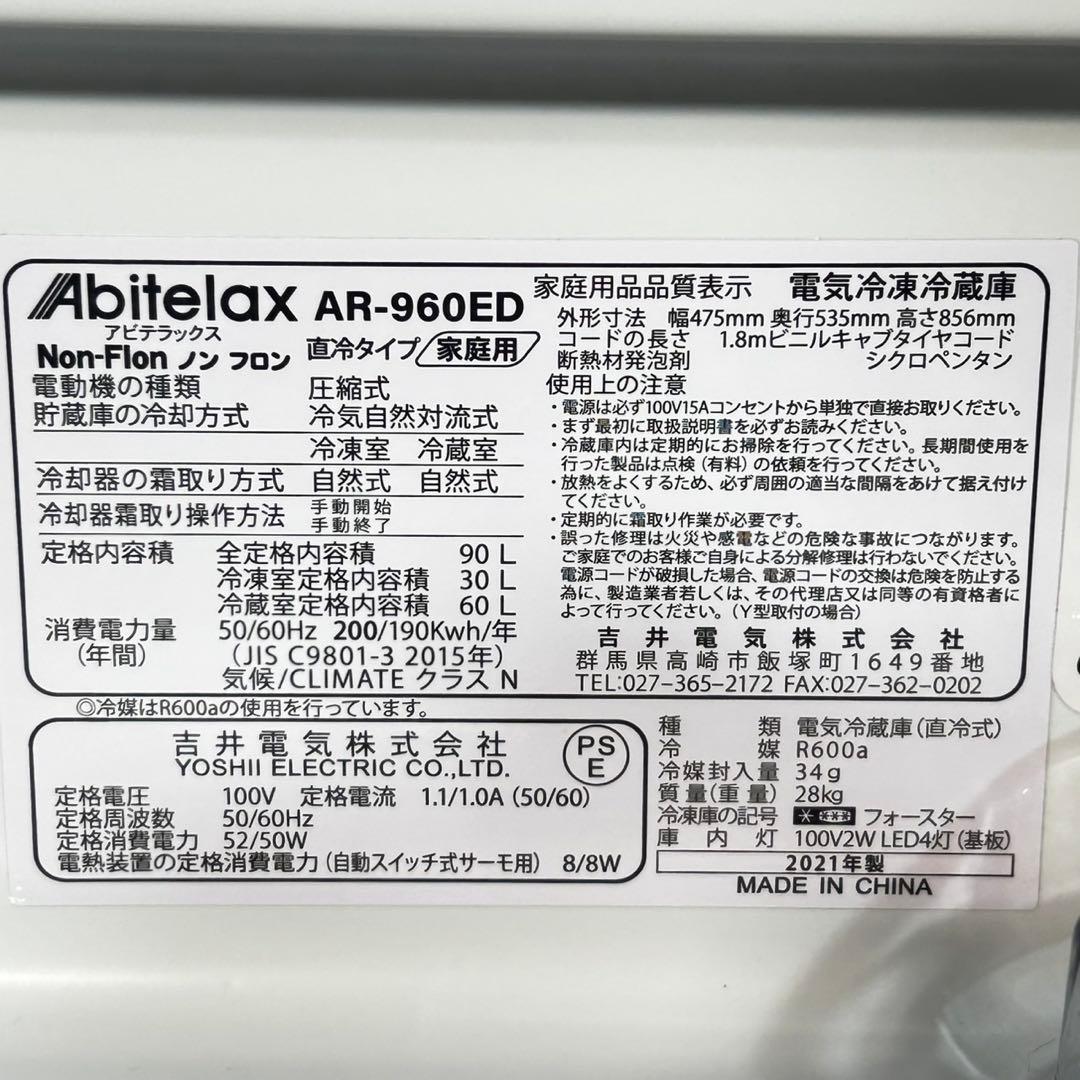 Abitelax AR-960ED
アビテラックス
Non-Flon ノン フロン 直冷タイプ 家庭用
電動機の種類 圧縮式
貯蔵庫の冷却方式 冷気自然対流式
冷凍室 冷蔵室
冷却器の霜取り方式 自然式 自然式
冷却器霜取り操作方法 手動開始
手動終了
定格内容積 全定格内容積 90 L
冷凍室定格内容積 30 L
冷蔵室定格内容積 60 L
消費電力量 50/60Hz 200/190Kwh/年
(年間) (JIS C9801-3 2015年)
気候/CLIMATE クラス N
家庭用品品質表示 電気冷凍冷蔵庫
外形寸法 幅475mm 奥行535mm 高さ856mm
コードの長さ 1.8mビニルキャブタイヤコード
断熱材発泡剤 シクロペンタン
使用上の注意
・電源は必ず100V15Aコンセントから単独で直接お取りください。
・まず最初に取扱説明書を必ずお読みください。
・冷蔵庫内は定期的にお掃除を行ってください。長期間使用を
行った製品は点検(有料)の依頼を行ってください。
・放熱をよくするため、必ず周囲の適当な間隔をあけて据え付け
てください。
・定期的に霜取り作業が必要です。
・誤った修理は火災や感電などの危険な事故につながります。
ご家庭でのお客様ご自身による分解修理は行わないでください。
電源コードが破損した場合、電源コードの交換は危険を防止する
為に、製造業者若しくは、その代理店又は同等の有資格者に
よって行ってください。(Y型取付の場合)
吉井電気株式会社
群馬県高崎市飯塚町1649番地
TEL:027-365-2172 FAX:027-362-0202
◎冷媒はR600aの使用を行っています。
吉井電気株式会社
YOSHII ELECTRIC CO.,LTD.
PS
E
定格電圧 100V 定格電流 1.1/1.0A (50/60)
定格周波数 50/60Hz
定格消費電力 52/50W
電熱装置の定格消費電力(自動スイッチ式サーモ用) 8/8W
種類 電気冷蔵庫(直冷式)
冷媒 R600a
冷媒封入量 34g
質量(重量) 28kg
冷凍庫の記号 フォースター
庫内灯 100V2W LED4灯(基板)
2021年製
MADE IN CHINA